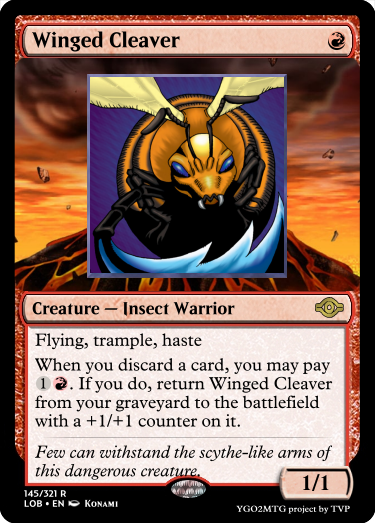 Winged Cleaver
Creature — Insect Warrior
Flying, trample, haste
When you discard a card, you may pay
1. If you do, return Winged Cleaver
from your graveyard to the battlefield
with a +1/+1 counter on it.
Few can withstand the scythe-like arms of
this dangerous creature.
1/1
145/321 R
LOB • EN Konami
YGO2MTG project by TVP